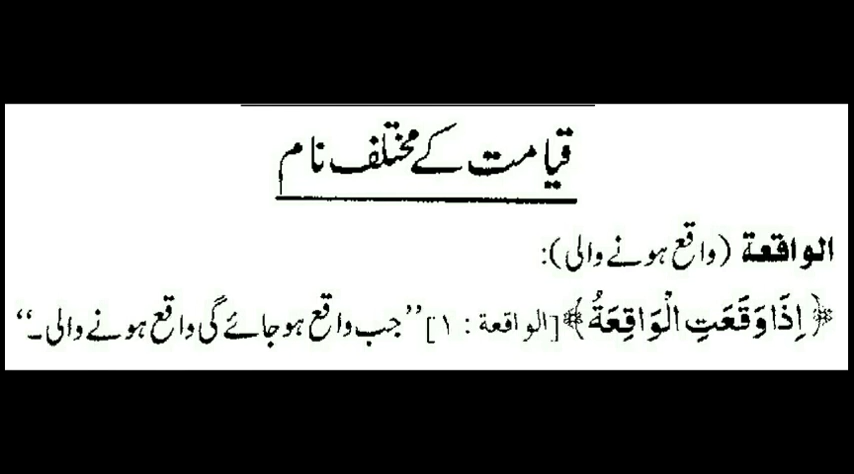 قیامت کے مختلف نام
الواقعة (واقع ہونے والی):
﴿اِذَا وَقَعَتِ الْوَاقِعَةُ﴾ [الواقعة : ۱] ”جب واقع ہو جائے گی واقع ہونے والی۔“